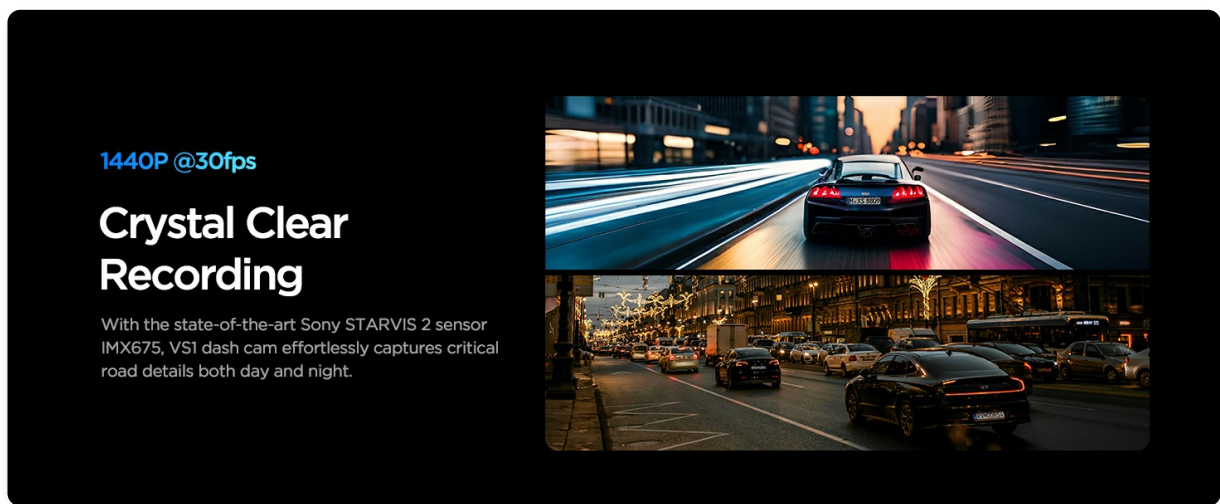 1440P @30fps
Crystal Clear
Recording
With the state-of-the-art Sony STARVIS 2 sensor
IMX675, VS1 dash cam effortlessly captures critical
road details both day and night.